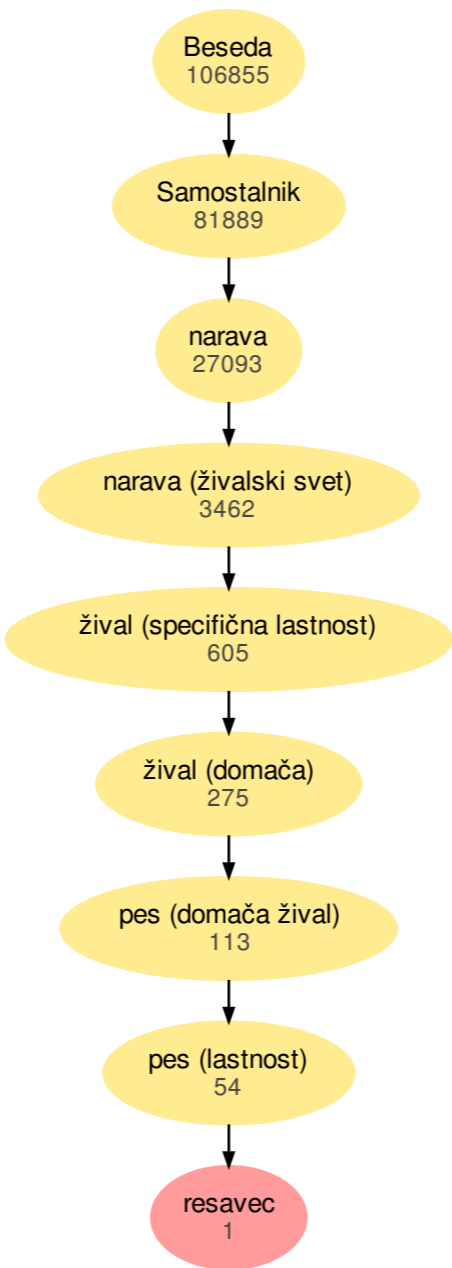 Beseda
106855
Samostalnik
81889
narava
27093
narava (živalski svet)
3462
žival (specifična lastnost)
605
žival (domača)
275
pes (domača žival)
113
pes (lastnost)
54
resavec
1